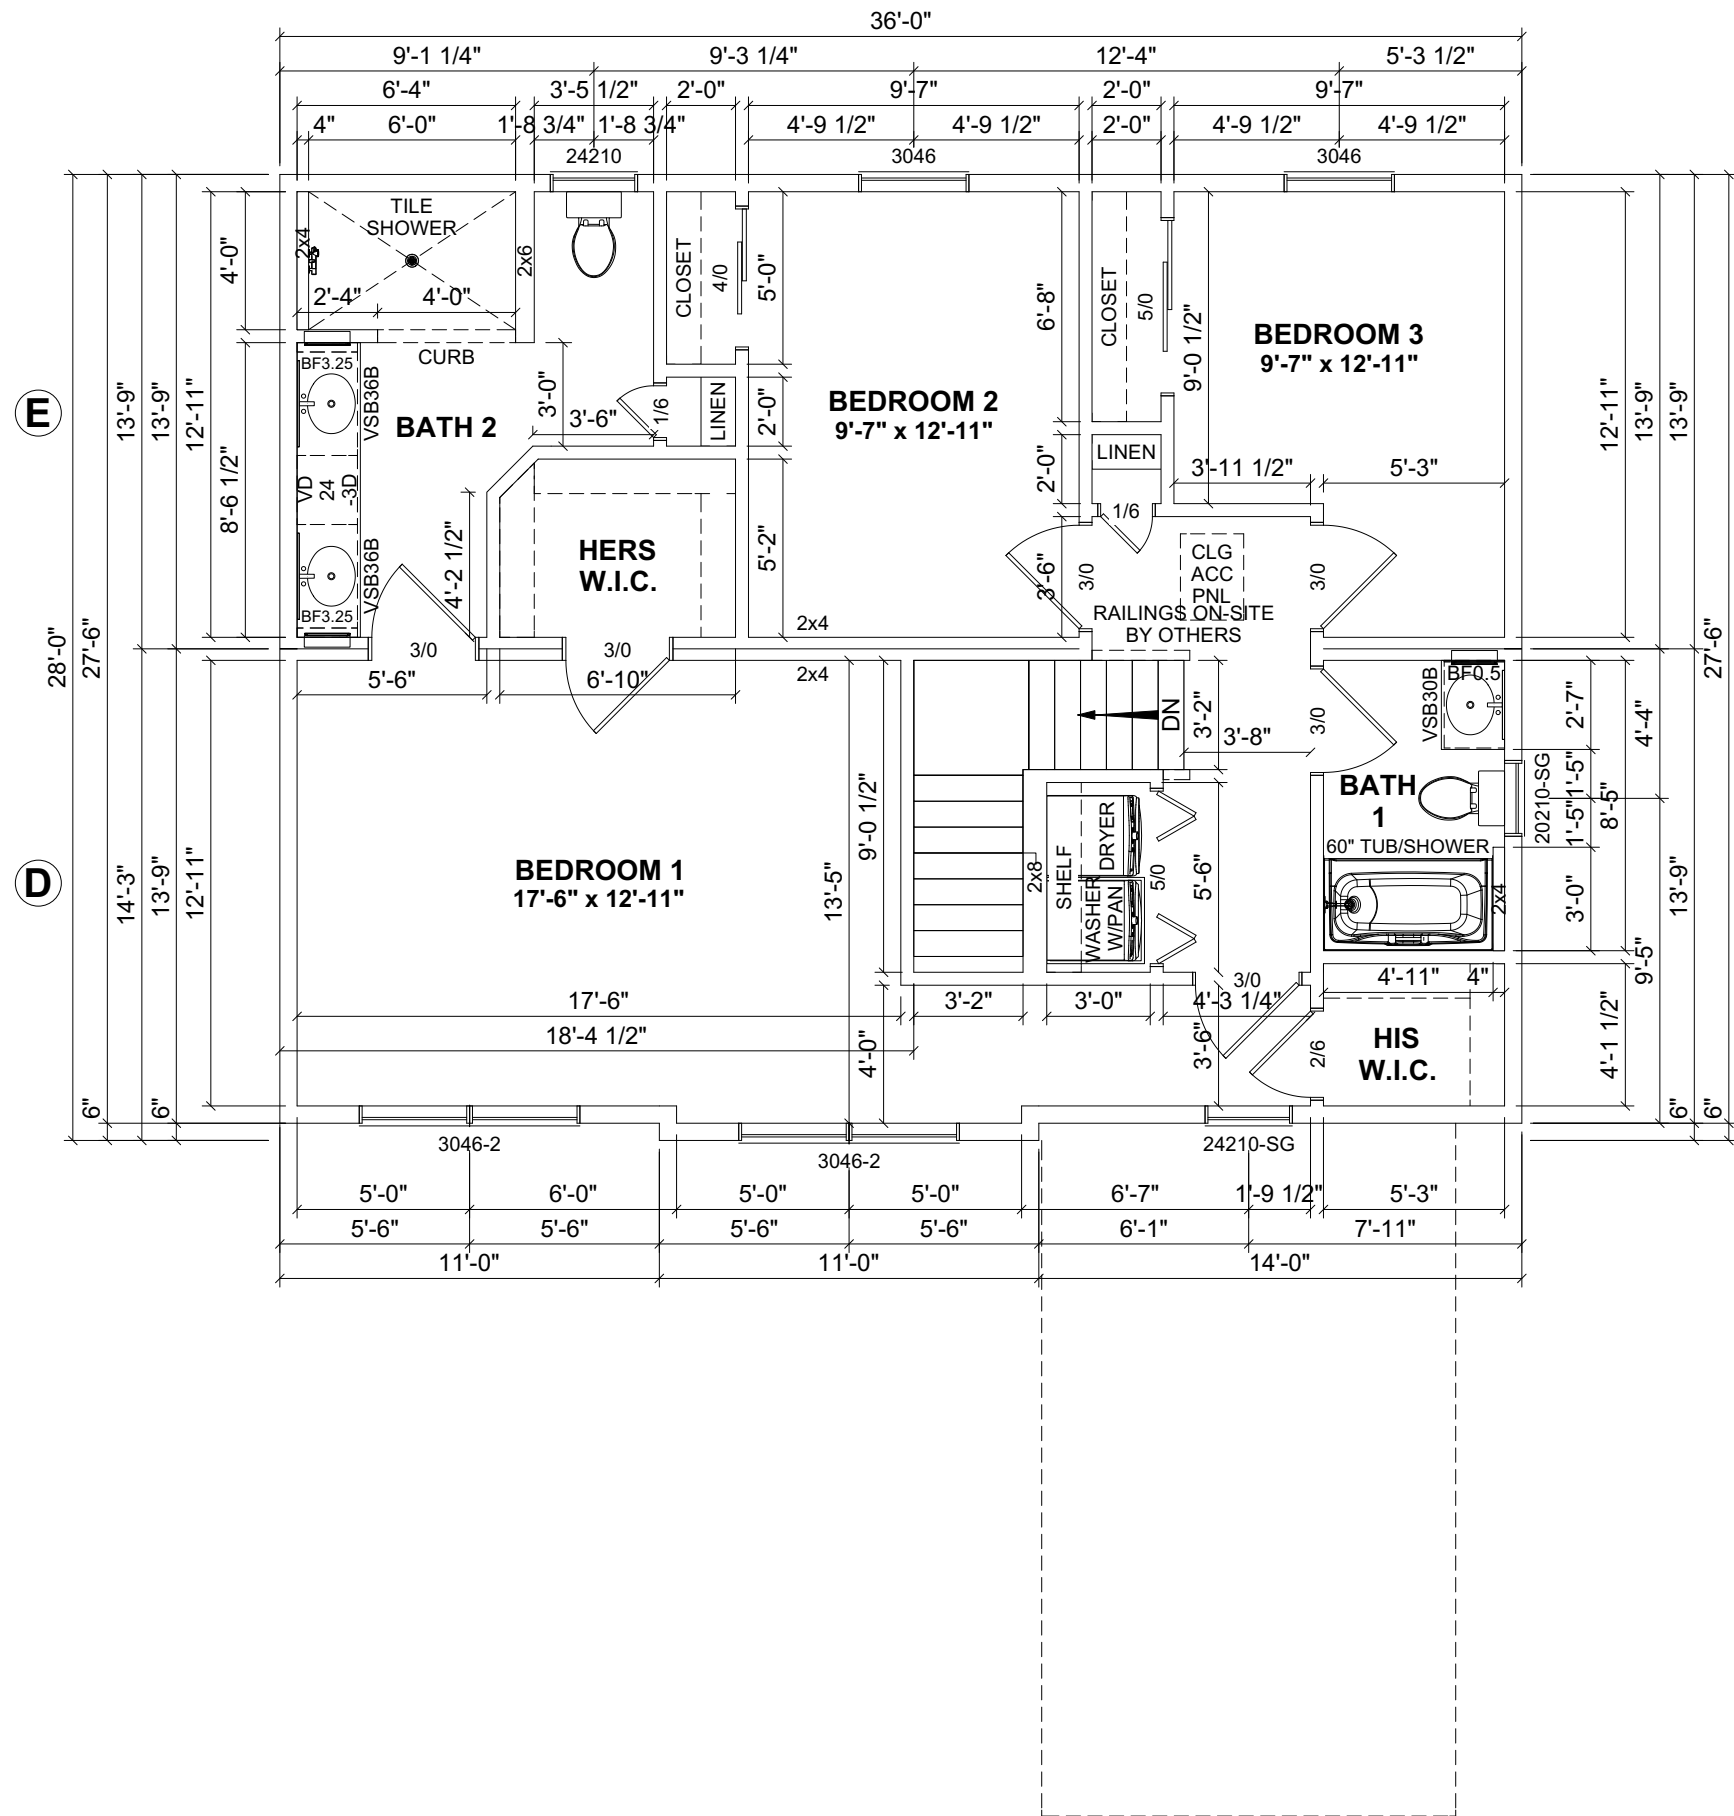 36'-0"
9'-1 1/4" 9'-3 1/4" 12'-4" 5'-3 1/2"
6'-4" 3'-5 1/2" 2'-0" 9'-7" 2'-0" 9'-7"
4" 6'-0" 1'-8 3/4" 1'-8 3/4" 4'-9 1/2" 4'-9 1/2" 2'-0" 4'-9 1/2" 4'-9 1/2"
24210 3046 3046
TILE
SHOWER
2x4
2x6
4'-0"
2'-4" 4'-0"
CURB
CLOSET
4/0
5'-0"
6'-8"
CLOSET
5/0
9'-0 1/2"
BEDROOM 3
9'-7" x 12'-11"
BF3.25
VSB36B
BATH 2
3'-0"
3'-6"
1/6
LINEN
2'-0"
BEDROOM 2
9'-7" x 12'-11"
E
13'-9"
13'-9"
12'-11"
8'-6 1/2"
VD
24
-3D
VSB36B
BF3.25
4'-2 1/2"
HERS
W.I.C.
5'-2"
LINEN
2'-0"
1/6
3'-11 1/2" 5'-3"
12'-11"
13'-9"
13'-9"
3'-6"
3/0
CLG
ACC
PNL
3/0
RAILINGS ON-SITE
BY OTHERS
2x4
3/0 3/0
2x4
5'-6" 6'-10"
28'-0"
27'-6"
27'-6"
DN
3'-2"
3'-8"
3/0
VSB30B
BF0.5
2'-7"
4'-4"
BATH
1
1'-5"
1'-5"
20210-SG
8'-5"
60" TUB/SHOWER
2x4
3'-0"
D
14'-3"
13'-9"
12'-11"
BEDROOM 1
17'-6" x 12'-11"
13'-5"
9'-0 1/2"
2x8
SHELF
DRYER
WASHER
W/PAN
5/0
5'-6"
13'-9"
9'-5"
3/0
17'-6" 3'-2" 3'-0" 4'-3 1/4" 4'-11" 4"
18'-4 1/2"
4'-0"
3'-6"
2/6
HIS
W.I.C.
4'-1 1/2"
6" 6" 6" 6"
3046-2 3046-2 24210-SG
5'-0" 6'-0" 5'-0" 5'-0" 6'-7" 1'-9 1/2" 5'-3"
5'-6" 5'-6" 5'-6" 5'-6" 6'-1" 7'-11"
11'-0" 11'-0" 14'-0"